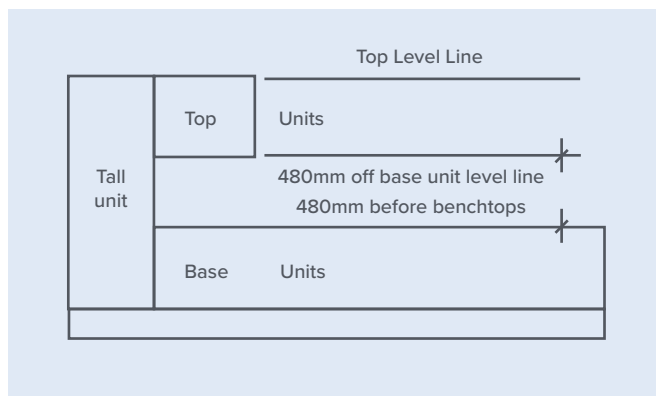 Top Level Line
Top Units
Tall
unit
480mm off base unit level line
480mm before benchtops
Base Units